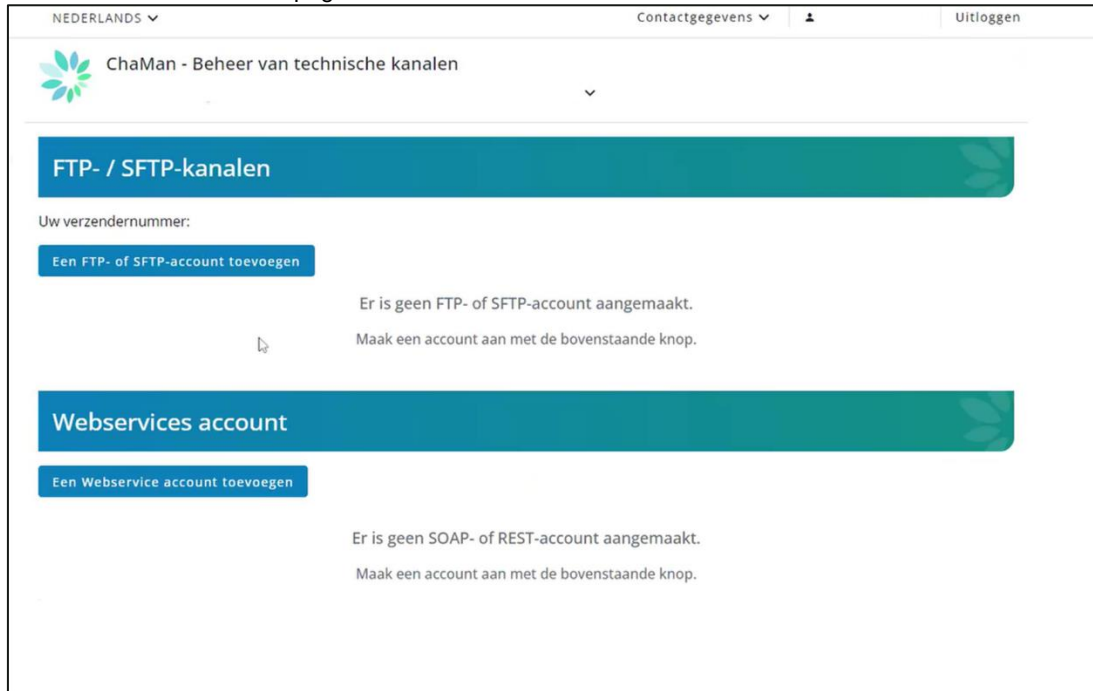 NEDERLANDS
Contactgegevens
Uitloggen
ChaMan - Beheer van technische kanalen
FTP- / SFTP-kanalen
Uw verzendernummer:
Een FTP- of SFTP-account toevoegen
Er is geen FTP- of SFTP-account aangemaakt.
Maak een account aan met de bovenstaande knop.
Webservices account
Een Webservice account toevoegen
Er is geen SOAP- of REST-account aangemaakt.
Maak een account aan met de bovenstaande knop.